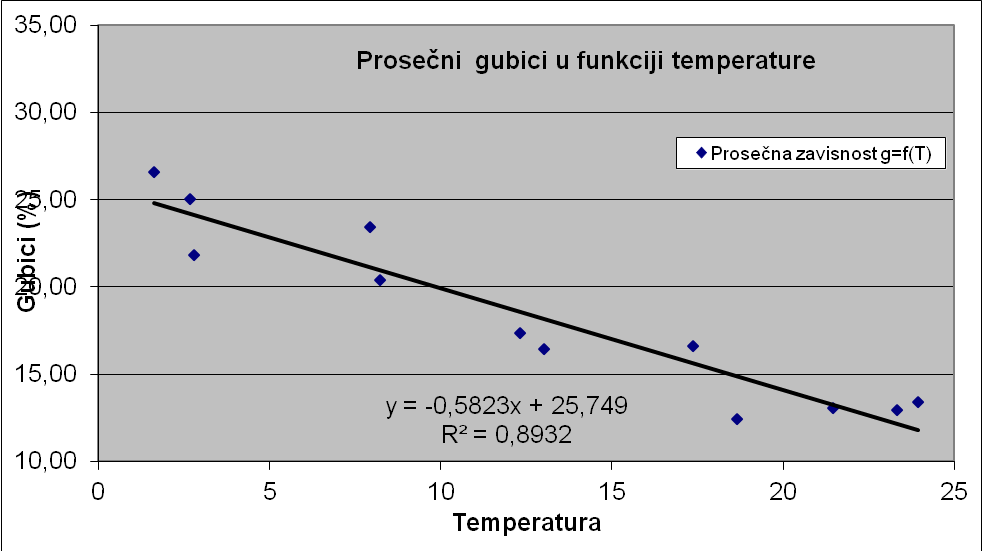 Prosečni gubici u funkciji temperature
Prosečna zavisnost g=f(T)
Gubici (%)
35,00
30,00
25,00
20,00
15,00
10,00
y = -0,5823x + 25,749
R² = 0,8932
0 5 10 15 20 25
Temperatura